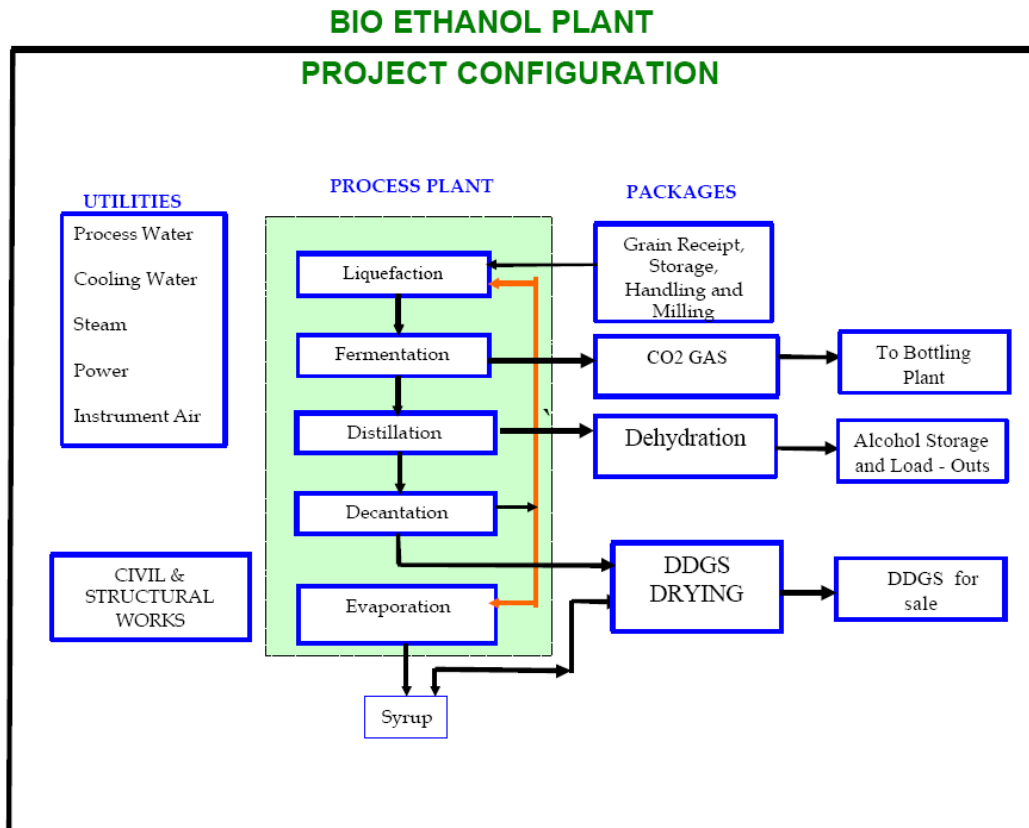 BIO ETHANOL PLANT
PROJECT CONFIGURATION
UTILITIES
Process Water
Cooling Water
Steam
Power
Instrument Air
CIVIL &
STRUCTURAL
WORKS
PROCESS PLANT
Liquefaction
Fermentation
Distillation
Decantation
Evaporation
Syrup
PACKAGES
Grain Receipt,
Storage,
Handling and
Milling
CO2 GAS
To Bottling
Plant
Dehydration
Alcohol Storage
and Load - Outs
DDGS
DRYING
DDGS for
sale